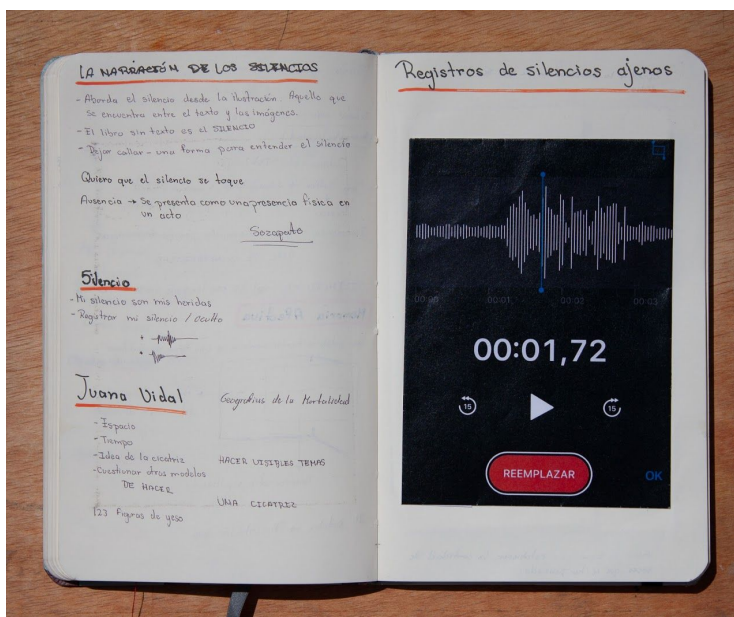 LA NARRACIÓN DE LOS SILENCIOS
- Aborda el silencio desde la ilustración. Aquello que
se encuentra entre el texto y las imágenes.
- El libro sin texto es el SILENCIO
- Dejar callar - una forma para entender el silencio
Quiero que el silencio se toque
Ausencia → Se presenta como una presencia física en
un acto
Sozapato
Silencio
- Mi silencio son mis heridas
- Registrar mi silencio / oculto
Juana Vidal
Geografías de la Mortalidad
- Espacio
- Tiempo
- Idea de la cicatriz
HACER VISIBLES TEMAS
- Cuestionar otros modelos
DE HACER
UNA CICATRIZ
123 Figuras de yeso
Registros de silencios ajenos
00:00 00:01 00:02 00:03
00:01,72
15 15
REEMPLAZAR
OK